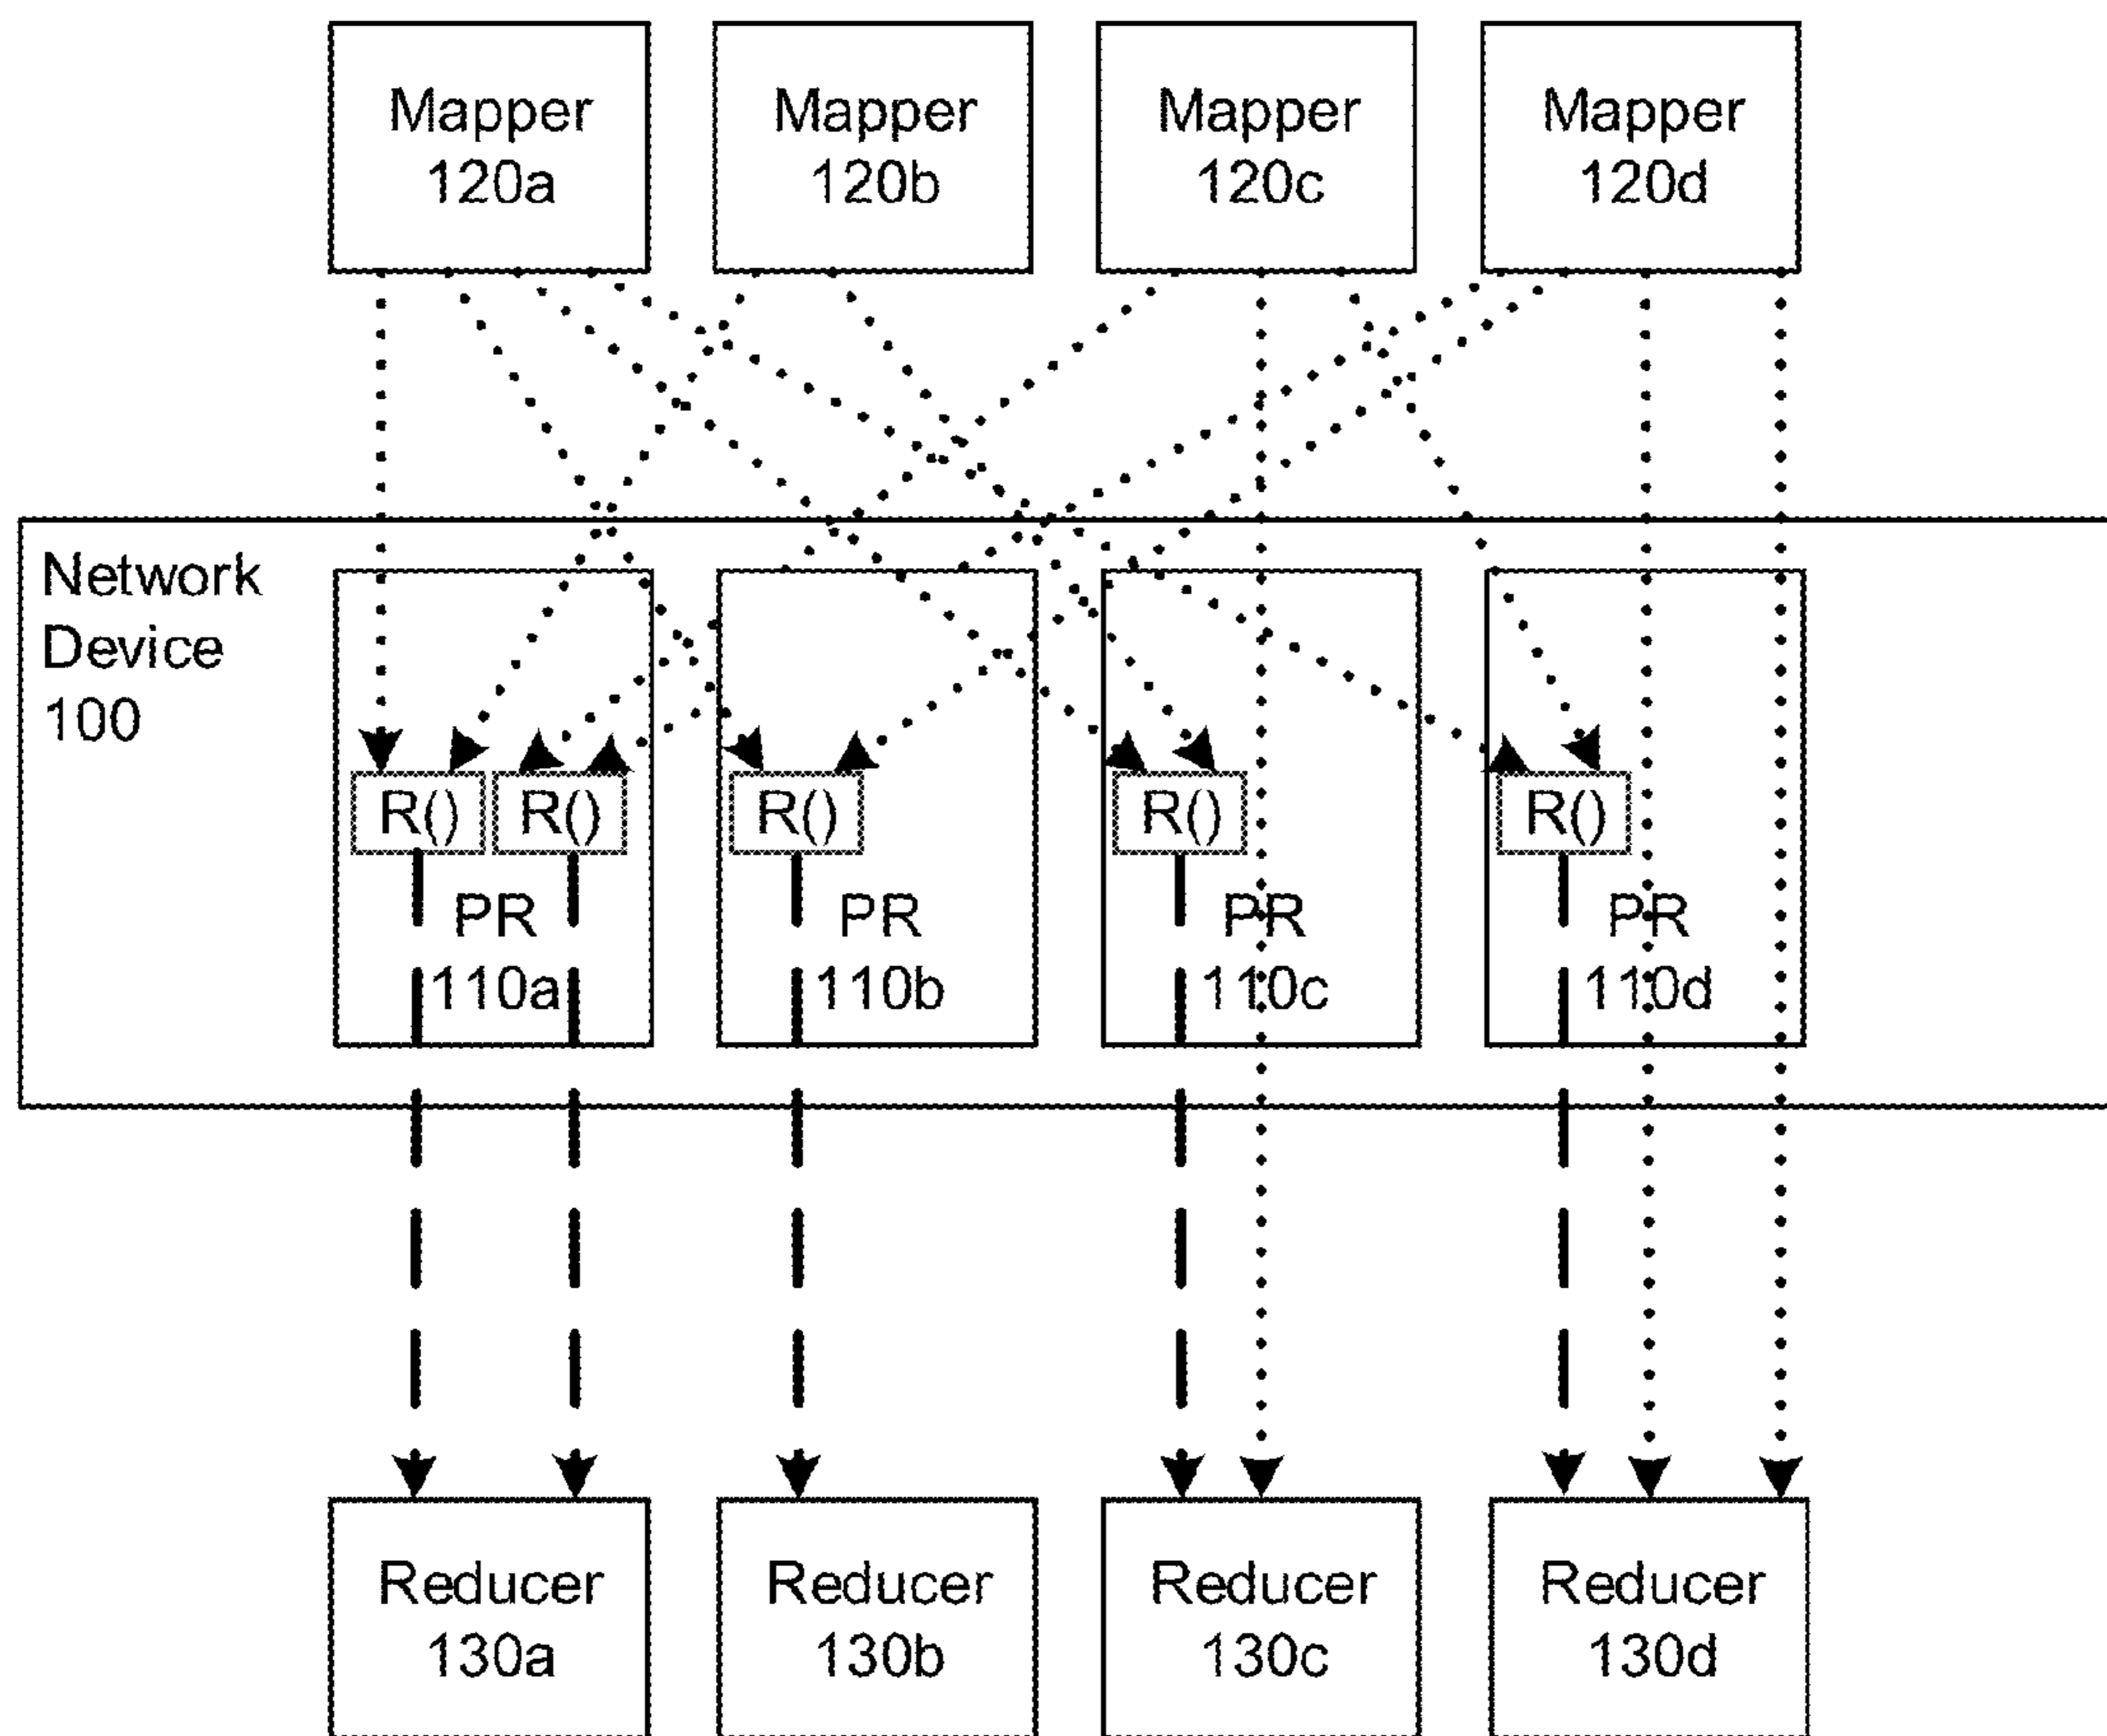 Mapper
120a
Mapper
120b
Mapper
120c
Mapper
120d
Network
Device
100
R()
R()
R()
R()
R()
PR
110a
PR
110b
PR
110c
PR
110d
Reducer
130a
Reducer
130b
Reducer
130c
Reducer
130d